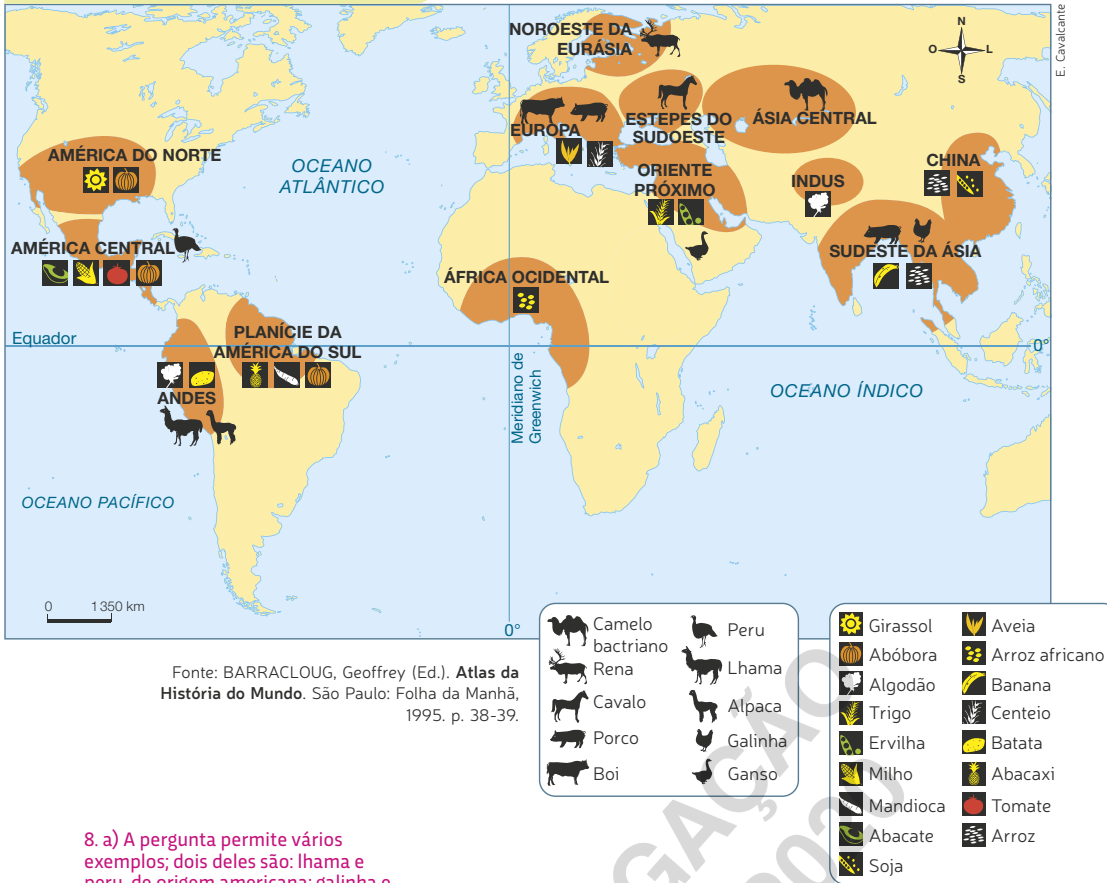 NOROESTE DA
EURÁSIA
N
O
L
S
E. Cavalcante
EUROPA
ESTEPES DO
SUDOESTE
ÁSIA CENTRAL
AMÉRICA DO NORTE
OCEANO
ATLÂNTICO
ORIENTE
PRÓXIMO
INDUS
CHINA
AMÉRICA CENTRAL
SUDESTE DA ÁSIA
ÁFRICA OCIDENTAL
Equador
PLANÍCIE DA
AMÉRICA DO SUL
0°
ANDES
Meridiano de
Greenwich
OCEANO ÍNDICO
OCEANO PACÍFICO
0 1 350 km
0°
Fonte: BARRACLOUG, Geoffrey (Ed.). Atlas da
História do Mundo. São Paulo: Folha da Manhã,
1995. p. 38-39.
Camelo
bactriano
Rena
Cavalo
Porco
Boi
Peru
Lhama
Alpaca
Galinha
Ganso
Girassol
Abóbora
Algodão
Trigo
Ervilha
Milho
Mandioca
Abacate
Soja
Aveia
Arroz africano
Banana
Centeio
Batata
Abacaxi
Tomate
Arroz
8. a) A pergunta permite vários
exemplos; dois deles são: lhama e
peru, de origem americana; galinha e